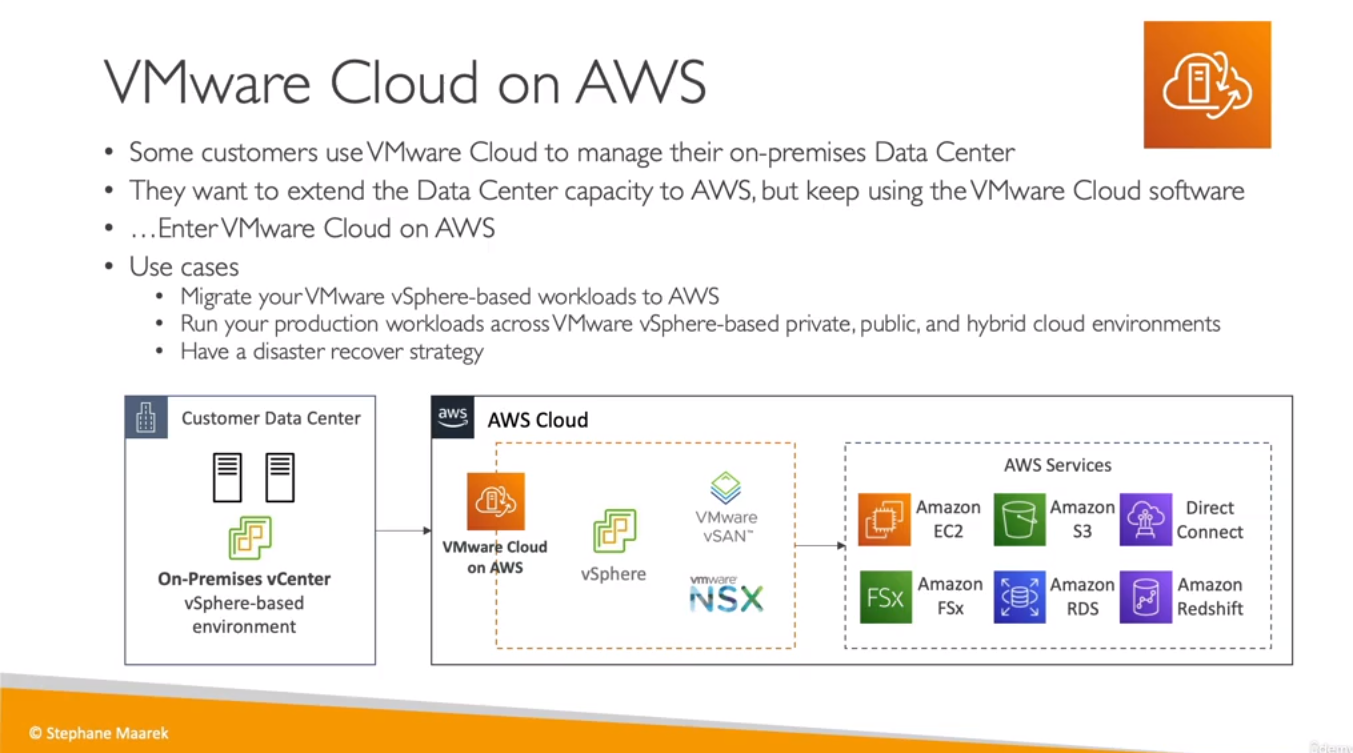 VMware Cloud on AWS
• Some customers use VMware Cloud to manage their on-premises Data Center
• They want to extend the Data Center capacity to AWS, but keep using the VMware Cloud software
• …Enter VMware Cloud on AWS
• Use cases
• Migrate your VMware vSphere-based workloads to AWS
• Run your production workloads across VMware vSphere-based private, public, and hybrid cloud environments
• Have a disaster recover strategy
Customer Data Center
On-Premises vCenter
vSphere-based
environment
aws
AWS Cloud
VMware Cloud
on AWS
vSphere
VMware
vSAN™
vmware®
NSX
AWS Services
Amazon
EC2
Amazon
S3
Direct
Connect
FSx
Amazon
FSx
Amazon
RDS
Amazon
Redshift
© Stephane Maarek